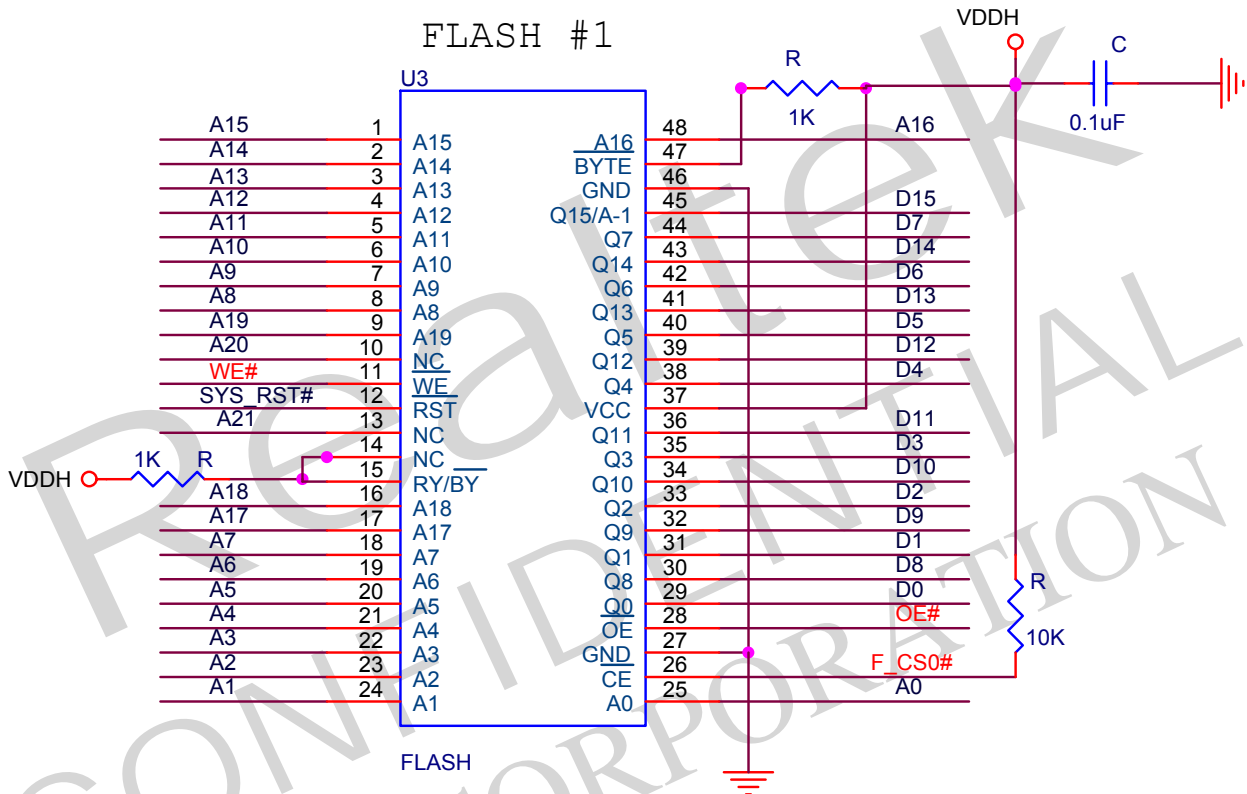 FLASH #1
VDDH
C
0.1uF
R
1K
U3
A15 1 A15
A14 2 A14
A13 3 A13
A12 4 A12
A11 5 A11
A10 6 A10
A9 7 A9
A8 8 A8
A19 9 A19
A20 10 NC
WE# 11 WE
SYS_RST# 12 RST
A21 13 NC
14 NC
VDDH 1K R
15 RY/BY
A18 16 A18
A17 17 A17
A7 18 A7
A6 19 A6
A5 20 A5
A4 21 A4
A3 22 A3
A2 23 A2
A1 24 A1
A16 48 A16
BYTE 47
GND 46
Q15/A-1 45 D15
Q7 44 D7
Q14 43 D14
Q6 42 D6
Q13 41 D13
Q5 40 D5
Q12 39 D12
Q4 38 D4
VCC 37
Q11 36 D11
Q3 35 D3
Q10 34 D10
Q2 33 D2
Q9 32 D9
Q1 31 D1
Q8 30 D8
Q0 29 D0
OE 28 OE#
GND 27
CE 26 F_CS0#
A0 25 A0
R
10K
FLASH
Realtek
CONFIDENTIAL
CORPORATION